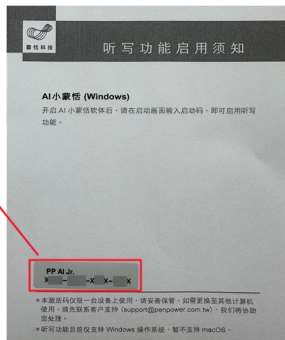 蒙恬科技
听写功能启用须知
AI小蒙恬 (Windows)
开启 AI 小蒙恬软体后，请在启动画面输入启动码，即可启用听写
功能。
PP AI Jr.
X
-X
X-
X
*本激活码仅限一台设备上使用，请妥善保管。如需更换至其他计算机
使用，请先联系客户支持 (support@penpower.com.tw)，我们将协助
您处理。
*听写功能目前仅支持 Windows 操作系统，暂不支持 macOS。